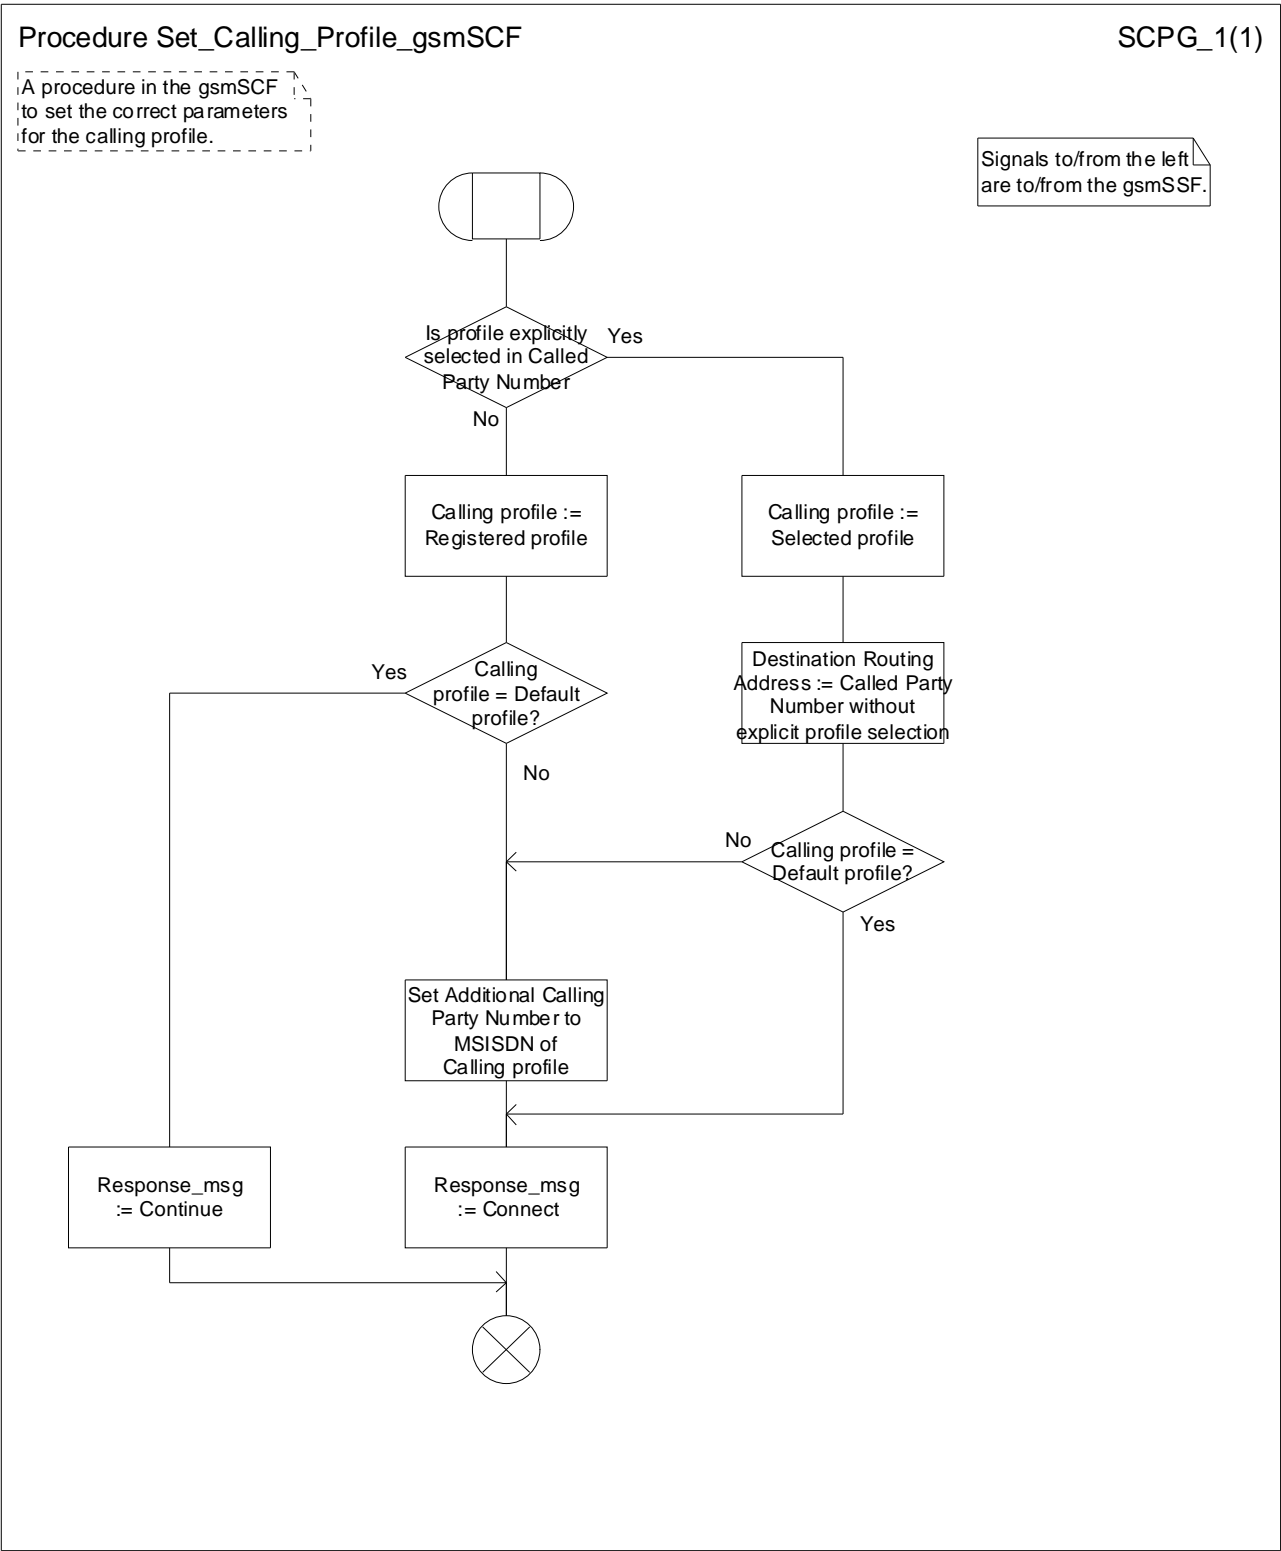 Procedure Set_Calling_Profile_gsmSCF
SCPG_1(1)
A procedure in the gsmSCF
to set the correct parameters
for the calling profile.
Signals to/from the left
are to/from the gsmSSF.
Is profile explicitly
selected in Called
Party Number
Yes
No
Calling profile :=
Registered profile
Calling profile :=
Selected profile
Yes
Calling
profile = Default
profile?
No
Destination Routing
Address := Called Party
Number without
explicit profile selection
No
Calling profile =
Default profile?
Yes
Set Additional Calling
Party Number to
MSISDN of
Calling profile
Response_msg
:= Continue
Response_msg
:= Connect